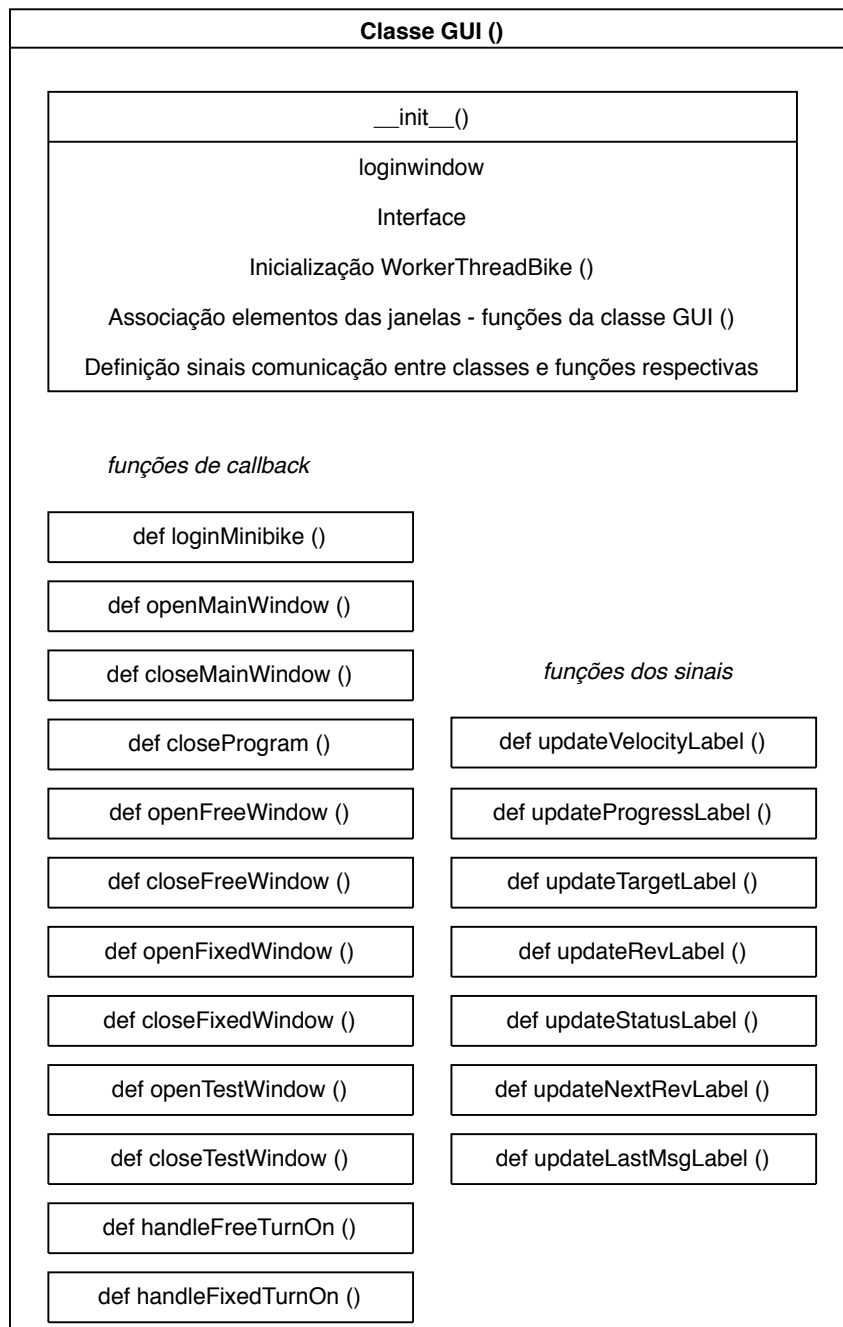 Classe GUI ()
__init__()
loginwindow
Interface
Inicialização WorkerThreadBike ()
Associação elementos das janelas - funções da classe GUI ()
Definição sinais comunicação entre classes e funções respectivas
funções de callback
def loginMinibike ()
def openMainWindow ()
def closeMainWindow ()
def closeProgram ()
def openFreeWindow ()
def closeFreeWindow ()
def openFixedWindow ()
def closeFixedWindow ()
def openTestWindow ()
def closeTestWindow ()
def handleFreeTurnOn ()
def handleFixedTurnOn ()
funções dos sinais
def updateVelocityLabel ()
def updateProgressLabel ()
def updateTargetLabel ()
def updateRevLabel ()
def updateStatusLabel ()
def updateNextRevLabel ()
def updateLastMsgLabel ()